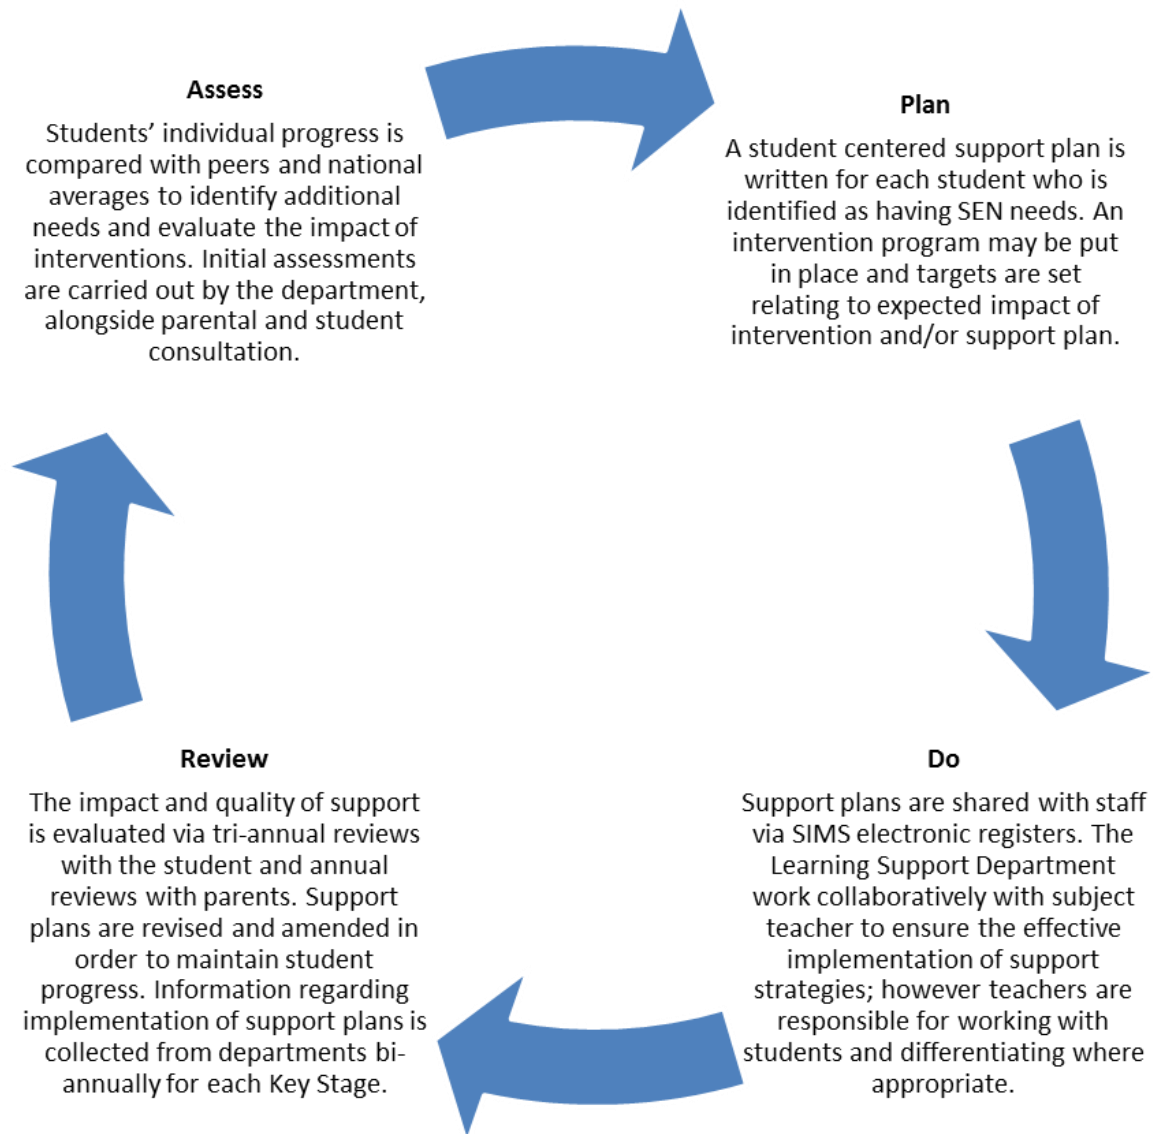 Assess
Students’ individual progress is
compared with peers and national
averages to identify additional
needs and evaluate the impact of
interventions. Initial assessments
are carried out by the department,
alongside parental and student
consultation.
Plan
A student centered support plan is
written for each student who is
identified as having SEN needs. An
intervention program may be put
in place and targets are set
relating to expected impact of
intervention and/or support plan.
Do
Support plans are shared with staff
via SIMS electronic registers. The
Learning Support Department
work collaboratively with subject
teacher to ensure the effective
implementation of support
strategies; however teachers are
responsible for working with
students and differentiating where
appropriate.
Review
The impact and quality of support
is evaluated via tri-annual reviews
with the student and annual
reviews with parents. Support
plans are revised and amended in
order to maintain student
progress. Information regarding
implementation of support plans is
collected from departments bi-
annually for each Key Stage.